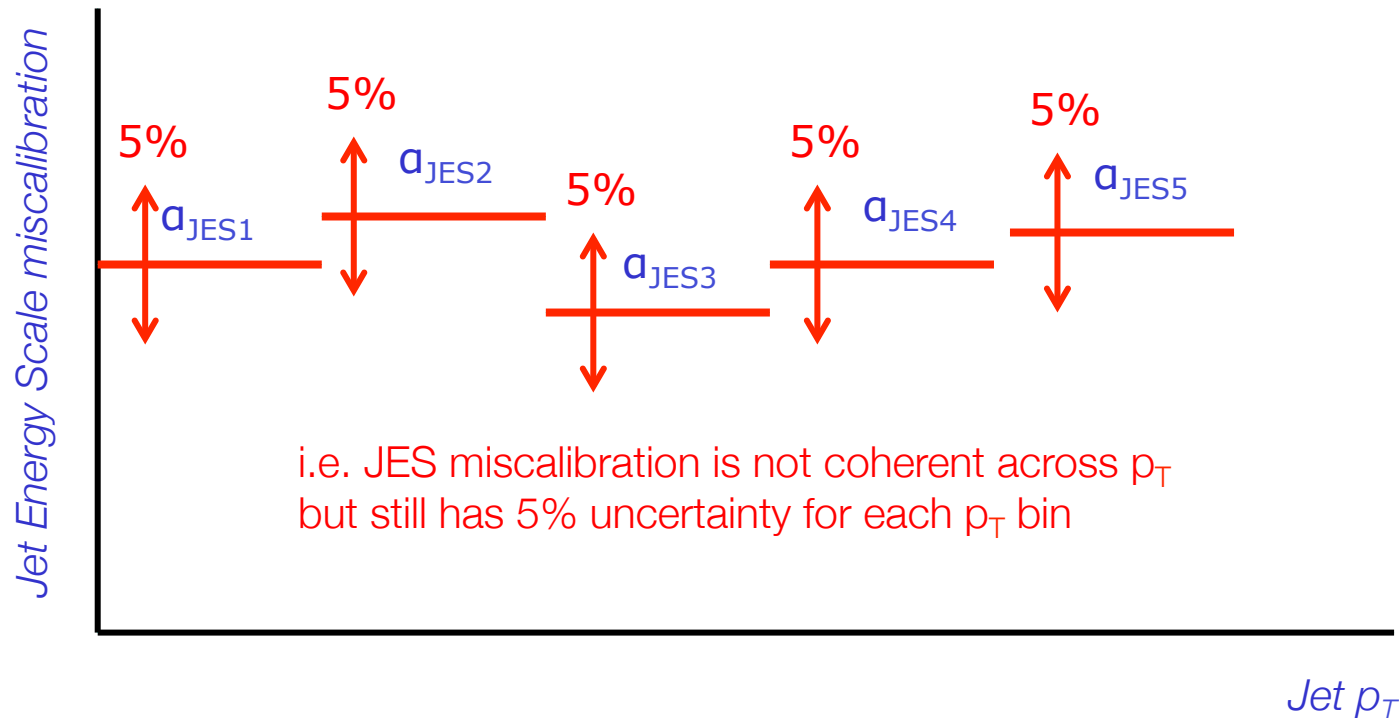 Jet Energy Scale miscalibration
5%
α_JES1
5%
α_JES2
5%
α_JES3
5%
α_JES4
5%
α_JES5
i.e. JES miscalibration is not coherent across p_T
but still has 5% uncertainty for each p_T bin
Jet p_T